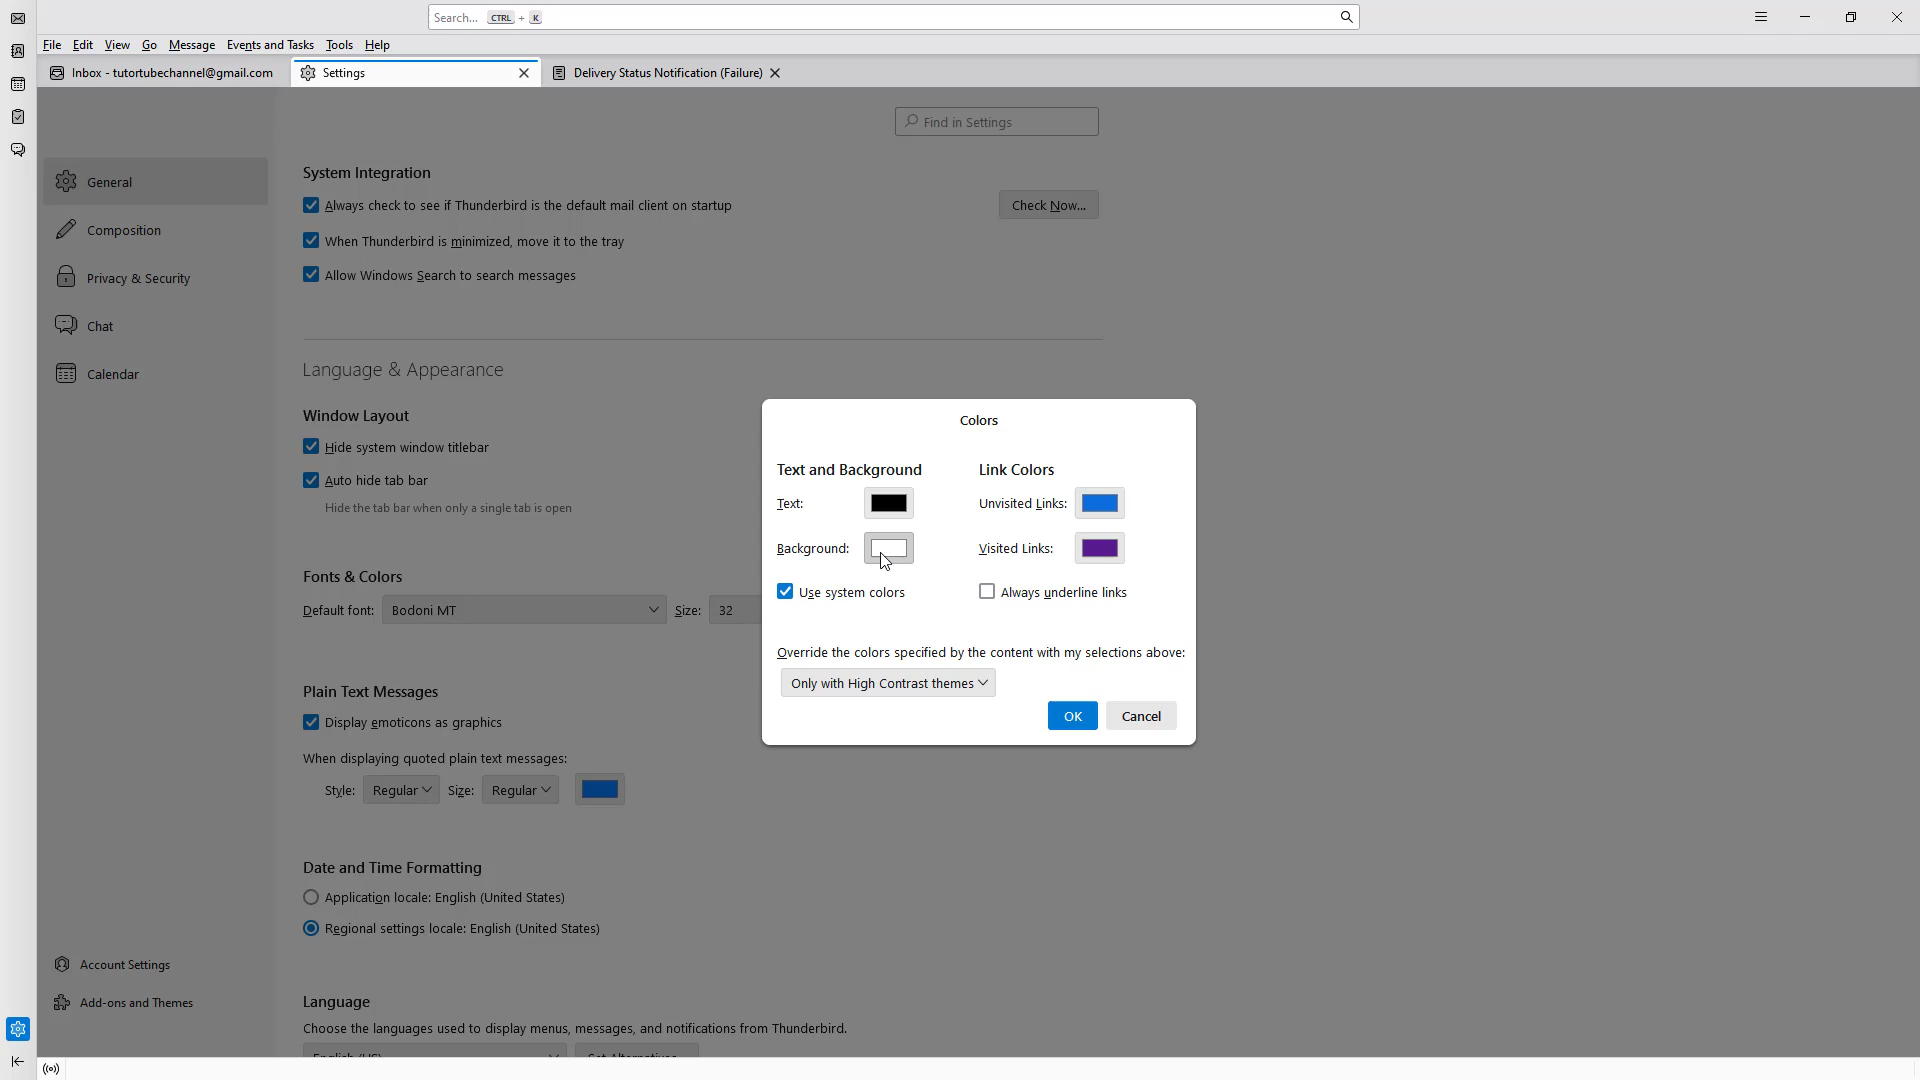 Search... CTRL + K
File Edit View Go Message Events and Tasks Tools Help
Inbox - tutortubechannel@gmail.com Settings Delivery Status Notification (Failure)
Find in Settings
General
Composition
Privacy & Security
Chat
Calendar
Account Settings
Add-ons and Themes
System Integration
Always check to see if Thunderbird is the default mail client on startup Check Now...
When Thunderbird is minimized, move it to the tray
Allow Windows Search to search messages
Language & Appearance
Window Layout
Hide system window titlebar
Auto hide tab bar
Hide the tab bar when only a single tab is open
Fonts & Colors
Default font: Bodoni MT Size: 32
Plain Text Messages
Display emoticons as graphics
When displaying quoted plain text messages:
Style: Regular Size: Regular
Date and Time Formatting
Application locale: English (United States)
Regional settings locale: English (United States)
Language
Choose the languages used to display menus, messages, and notifications from Thunderbird.
Colors
Text and Background Link Colors
Text: Unvisited Links:
Background: Visited Links:
Use system colors Always underline links
Override the colors specified by the content with my selections above:
Only with High Contrast themes
OK Cancel